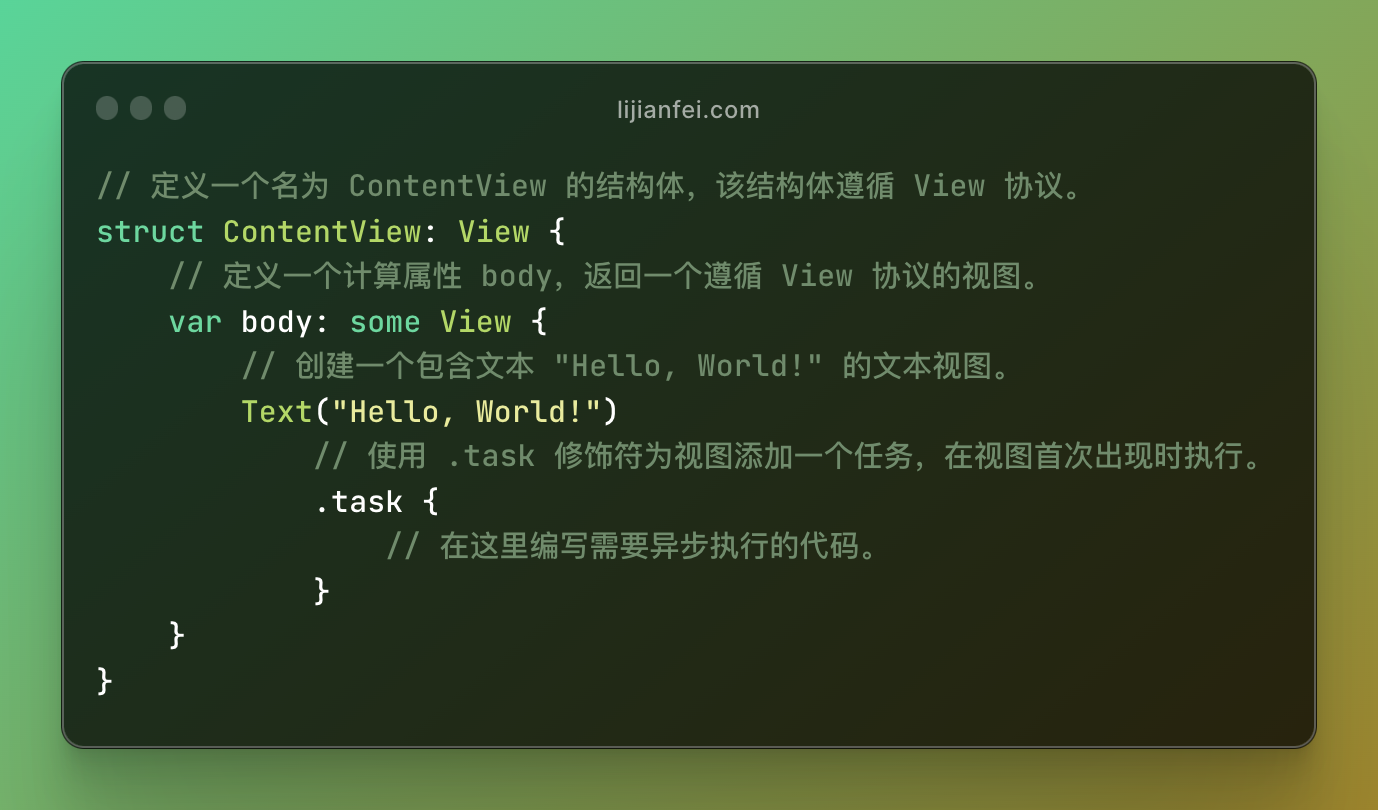 lijianfei.com
// 定义一个名为 ContentView 的结构体，该结构体遵循 View 协议。
struct ContentView: View {
    // 定义一个计算属性 body，返回一个遵循 View 协议的视图。
    var body: some View {
        // 创建一个包含文本 "Hello, World!" 的文本视图。
        Text("Hello, World!")
            // 使用 .task 修饰符为视图添加一个任务，在视图首次出现时执行。
            .task {
                // 在这里编写需要异步执行的代码。
            }
    }
}